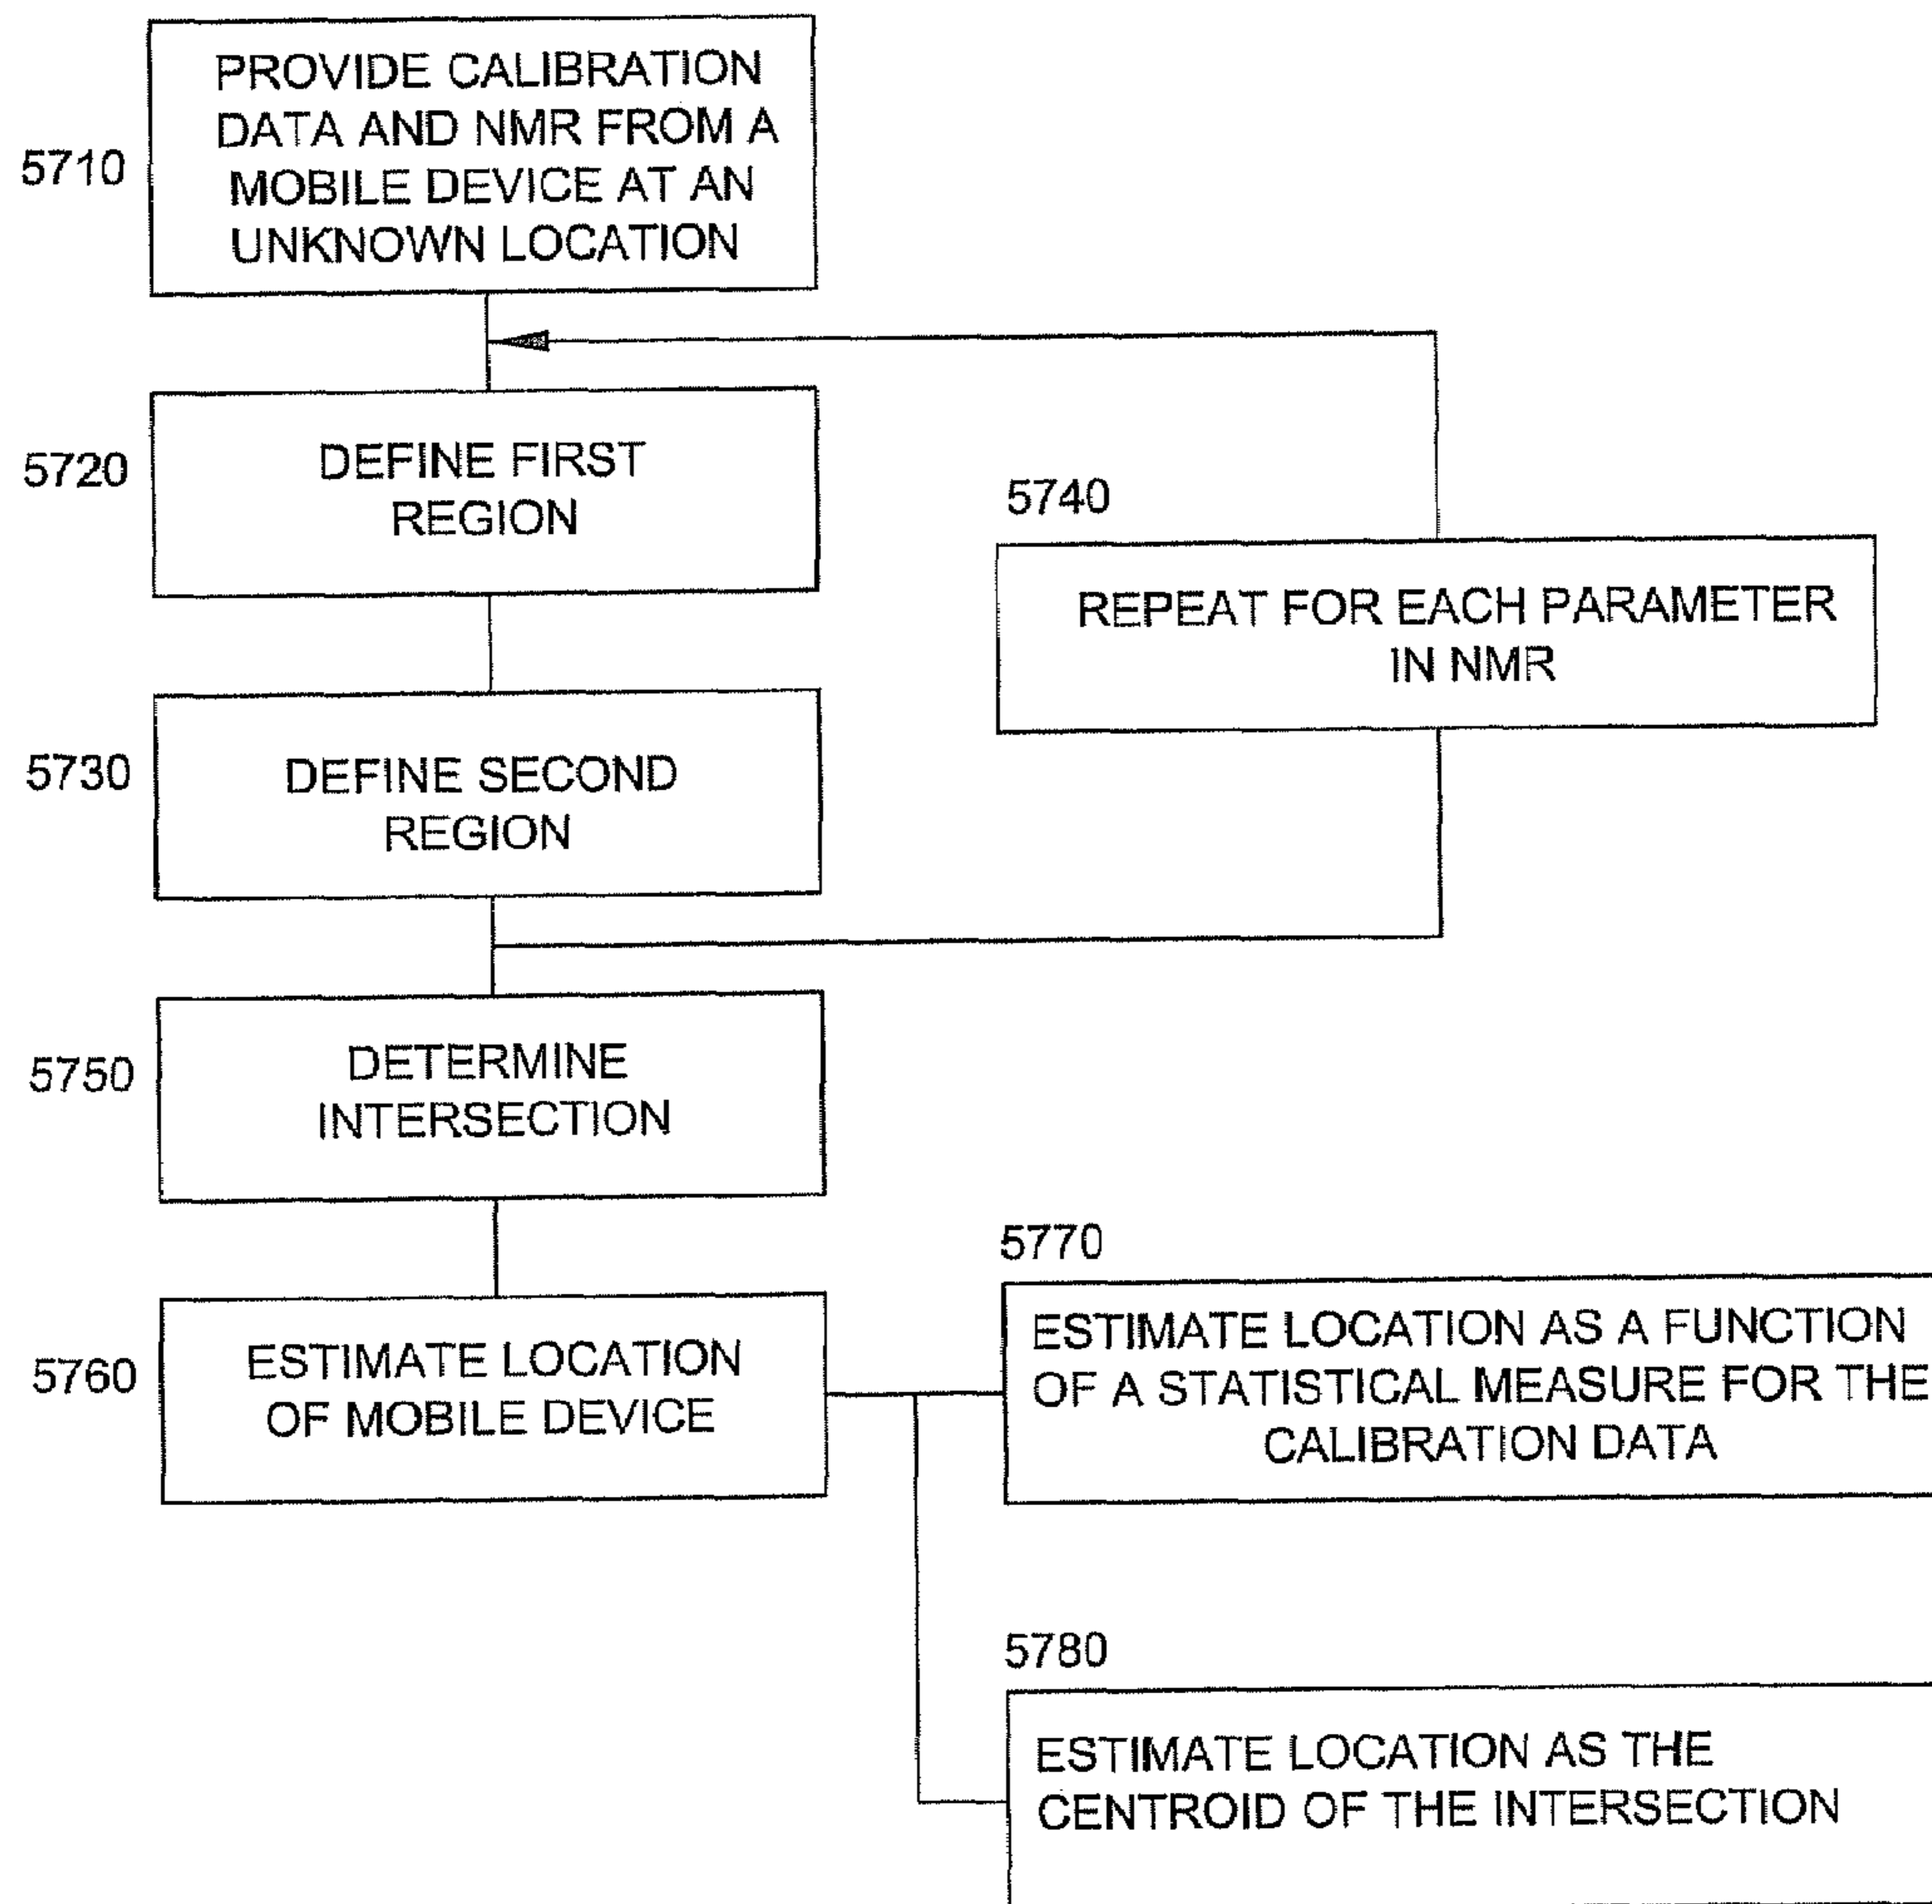 5710
PROVIDE CALIBRATION
DATA AND NMR FROM A
MOBILE DEVICE AT AN
UNKNOWN LOCATION
5720
DEFINE FIRST
REGION
5740
REPEAT FOR EACH PARAMETER
IN NMR
5730
DEFINE SECOND
REGION
5750
DETERMINE
INTERSECTION
5760
ESTIMATE LOCATION
OF MOBILE DEVICE
5770
ESTIMATE LOCATION AS A FUNCTION
OF A STATISTICAL MEASURE FOR THE
CALIBRATION DATA
5780
ESTIMATE LOCATION AS THE
CENTROID OF THE INTERSECTION